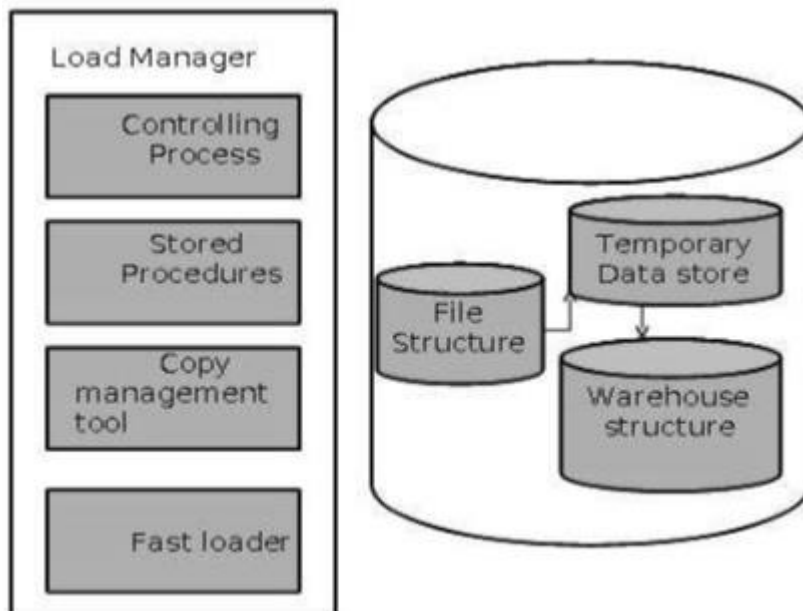 Load Manager
Controlling
Process
Stored
Procedures
Copy
management
tool
Fast loader
File
Structure
Temporary
Data store
Warehouse
structure